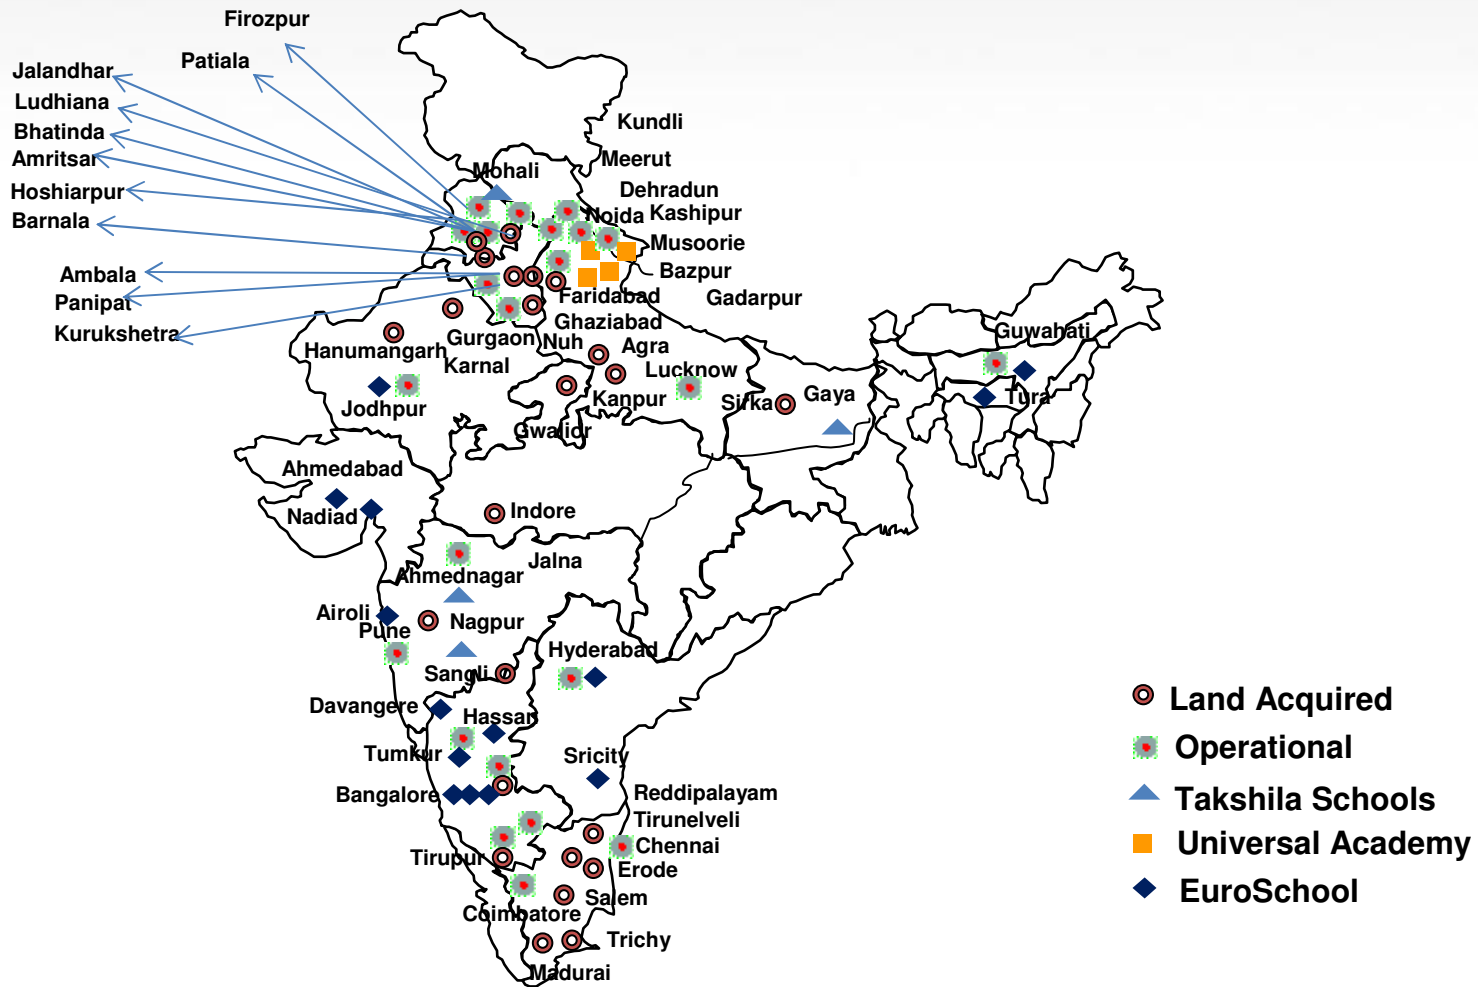 Firozpur
Patiala
Jalandhar
Ludhiana
Bhatinda
Amritsar
Hoshiarpur
Barnala
Ambala
Panipat
Kurukshetra
Kundli
Meerut
Mohali
Dehradun
Noida
Kashipur
Musoorie
Bazpur
Gadarpur
Faridabad
Ghaziabad
Gurgaon
Nuh
Agra
Hanumangarh
Karnal
Lucknow
Jodhpur
Kanpur
Sirka
Gaya
Guwahati
Tura
Gwalior
Ahmedabad
Nadiad
Indore
Jalna
Ahmednagar
Airoli
Pune
Nagpur
Sangli
Hyderabad
Davangere
Hassan
Tumkur
Sricity
Bangalore
Reddipalayam
Tirunelveli
Chennai
Tirupur
Erode
Salem
Coimbatore
Trichy
Madurai
Land Acquired
Operational
Takshila Schools
Universal Academy
EuroSchool